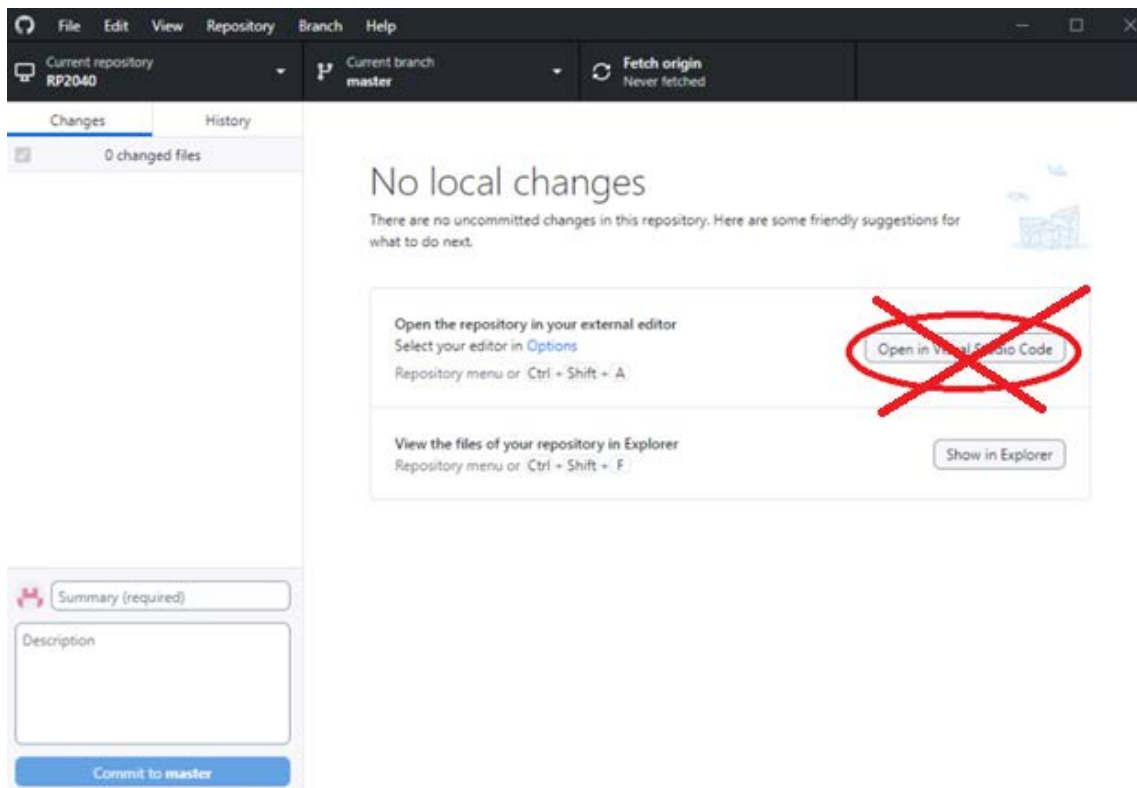 File Edit View Repository Branch Help
Current repository
RP2040
Current branch
master
Fetch origin
Never fetched
Changes History
0 changed files
No local changes
There are no uncommitted changes in this repository. Here are some friendly suggestions for
what to do next.
Open the repository in your external editor
Select your editor in Options
Repository menu or Ctrl + Shift + A
Open in Visual Studio Code
View the files of your repository in Explorer
Repository menu or Ctrl + Shift + F
Show in Explorer
Summary (required)
Description
Commit to master